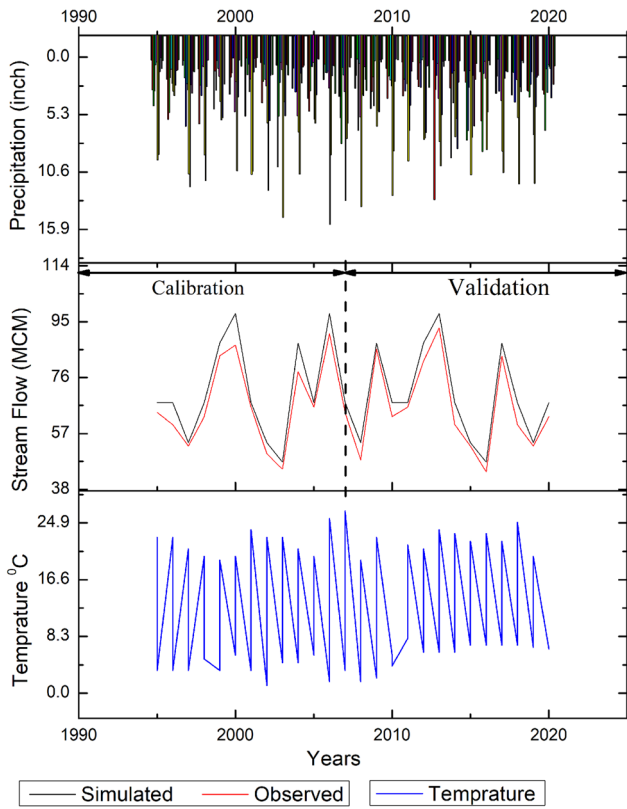 1990 2000 2010 2020
0.0
5.3
10.6
15.9
Precipitation (inch)
114
95
76
57
38
Stream Flow (MCM)
Calibration
Validation
24.9
16.6
8.3
0.0
Temprature ⁰C
1990 2000 2010 2020
Years
Simulated Observed Temprature